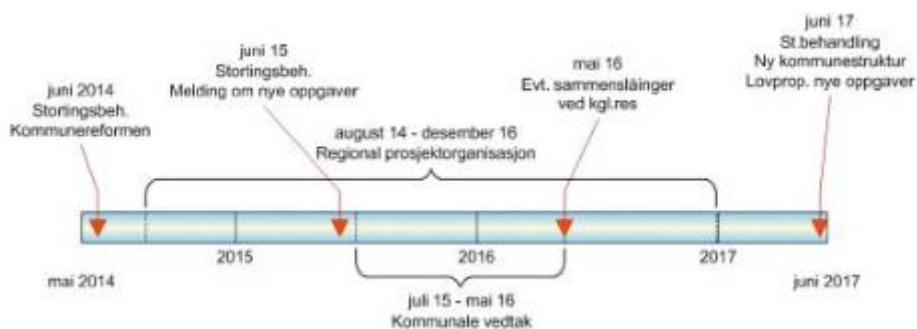 juni 2014
Stortingsbeh.
Kommunereformen
juni 15
Stortingsbeh.
Melding om nye oppgaver
august 14 - desember 16
Regional prosjektorganisasjon
mai 16
Evt. sammenslåinger
ved kgl.res
juni 17
St.behandling
Ny kommunestruktur
Lovprop. nye oppgaver
2015
2016
2017
mai 2014
juni 2017
juli 15 - mai 16
Kommunale vedtak